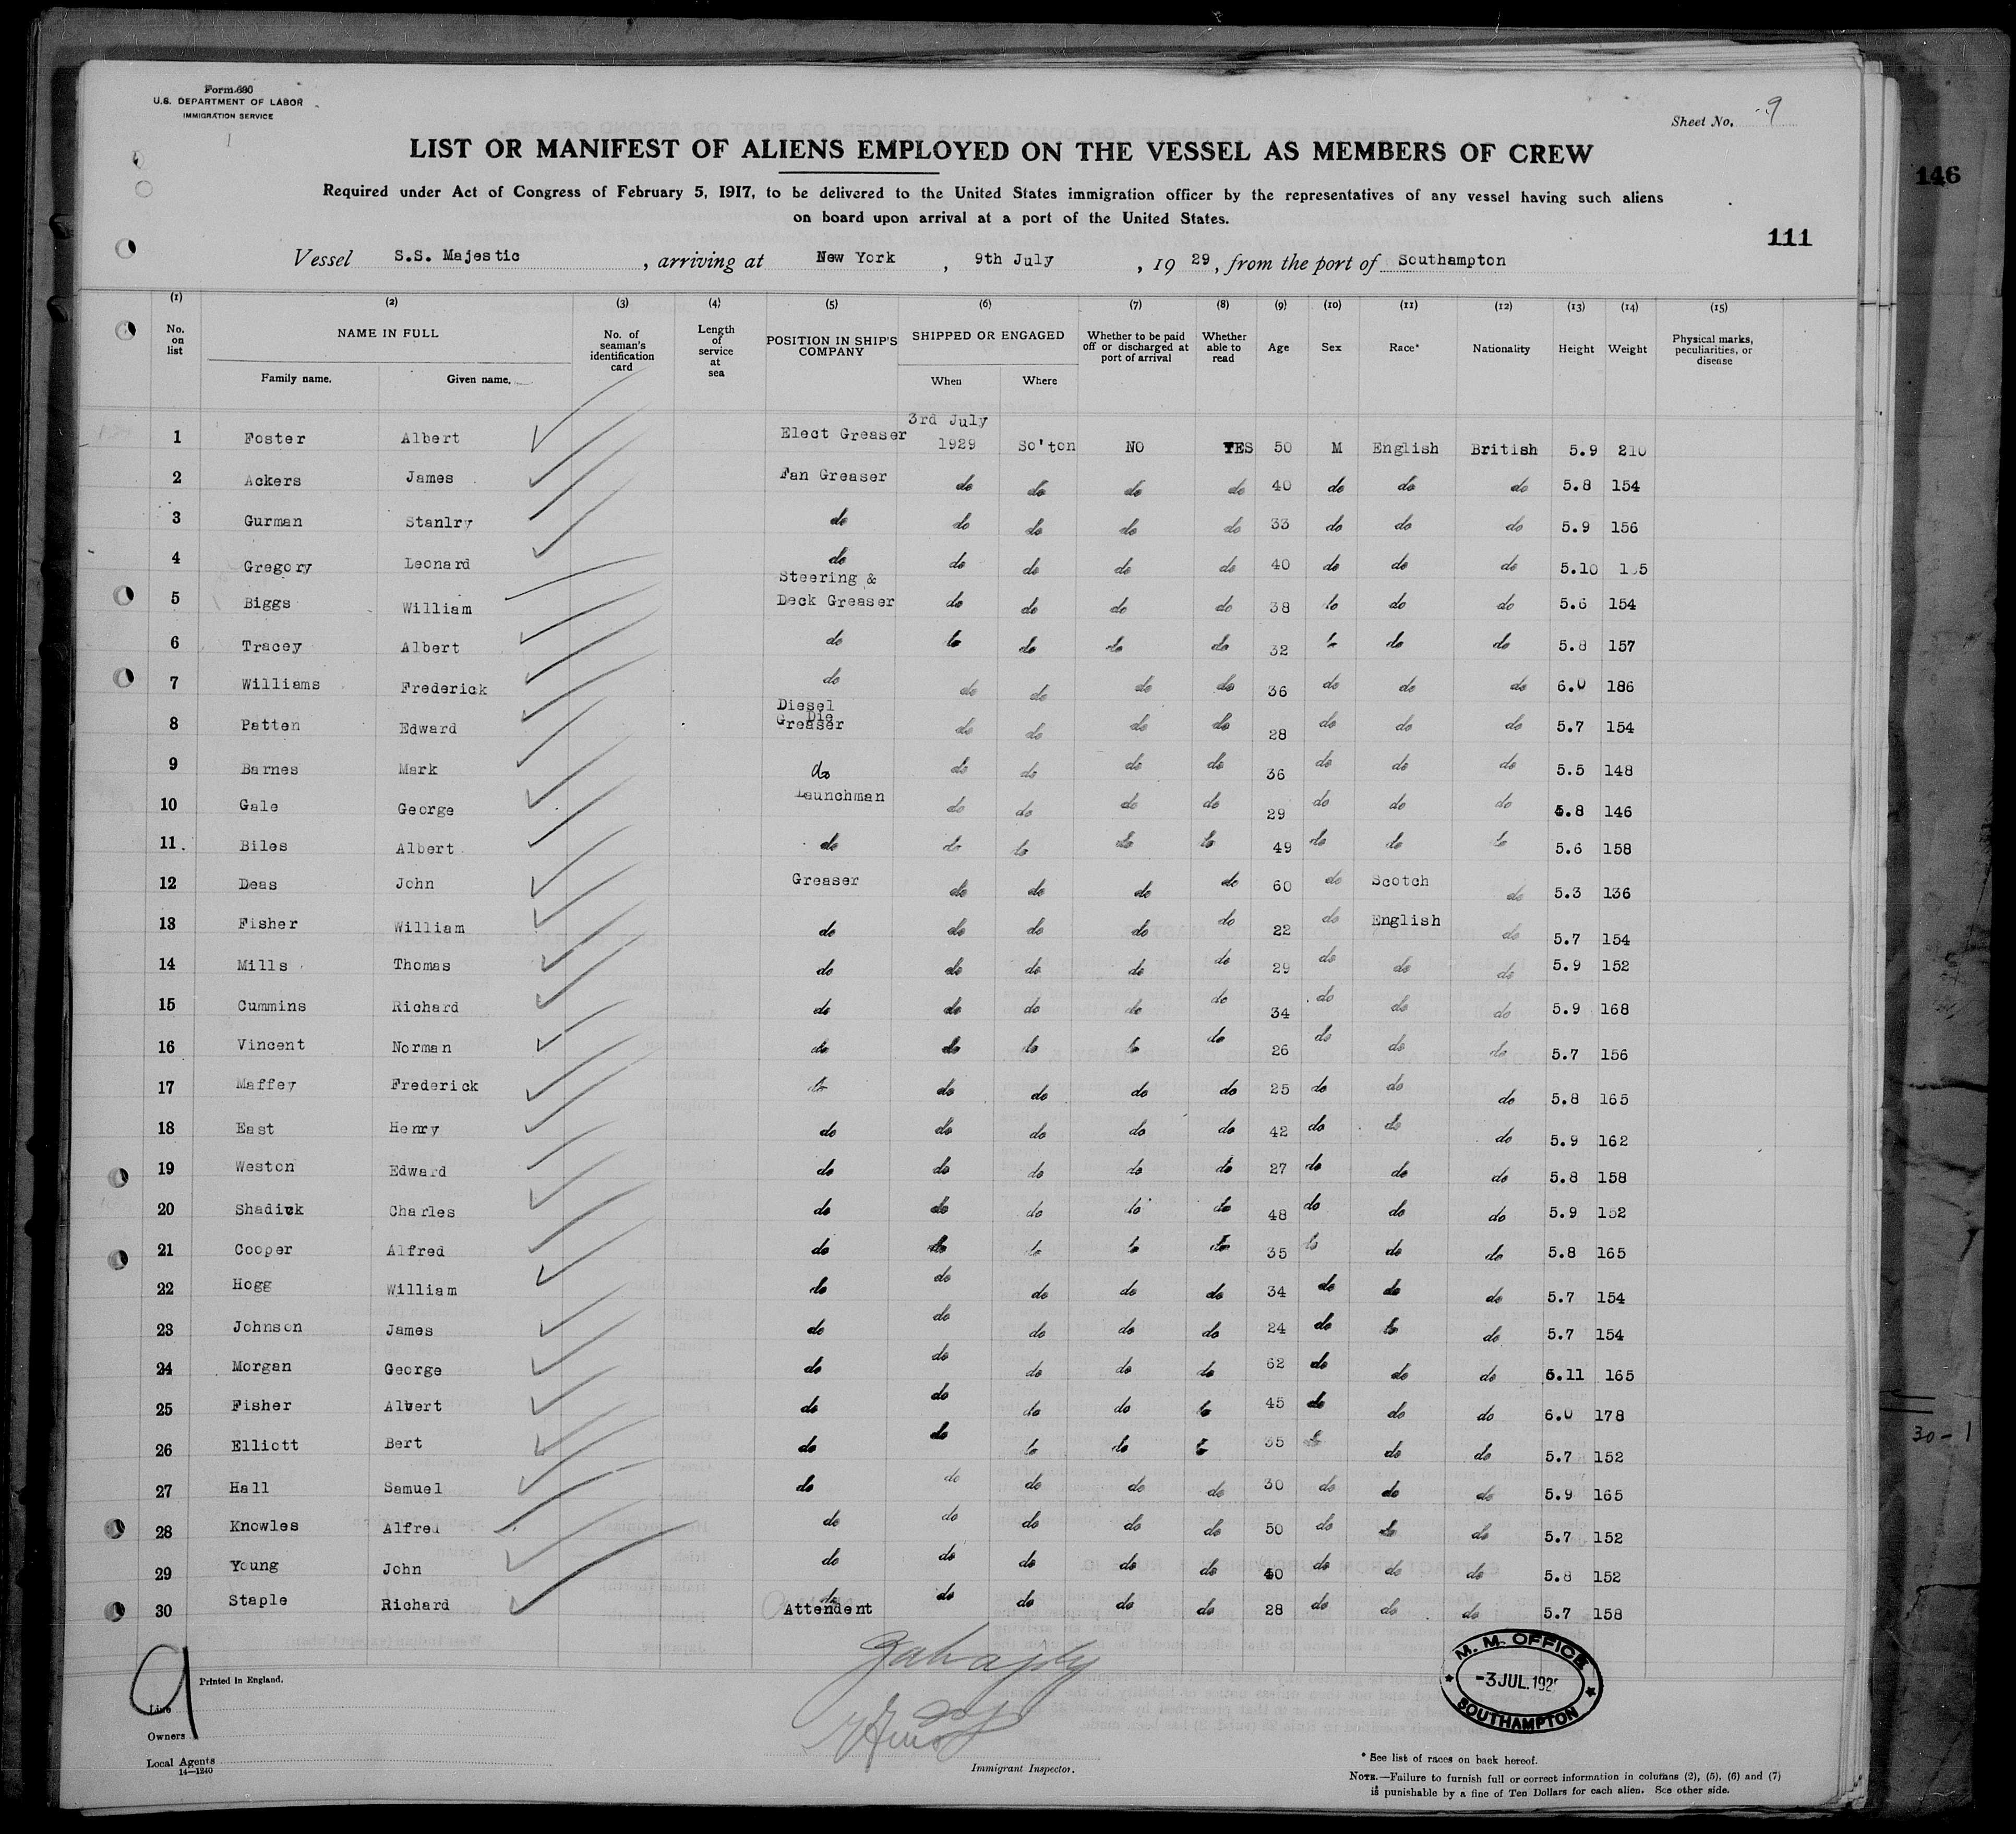 Form 680
U.S. DEPARTMENT OF LABOR
IMMIGRATION SERVICE
Sheet No. 9
LIST OR MANIFEST OF ALIENS EMPLOYED ON THE VESSEL AS MEMBERS OF CREW
146
Required under Act of Congress of February 5, 1917, to be delivered to the United States immigration officer by the representatives of any vessel having such aliens
on board upon arrival at a port of the United States.
111
Vessel S.S. Majestic, arriving at New York, 9th July, 1929, from the port of Southampton
(1) (2) (3) (4) (5) (6) (7) (8) (9) (10) (11) (12) (13) (14) (15)
No. on list NAME IN FULL Family name. Given name. No. of seaman's identification card Length of service at sea POSITION IN SHIP'S COMPANY SHIPPED OR ENGAGED When Where Whether to be paid off or discharged at port of arrival Whether able to read Age Sex Race* Nationality Height Weight Physical marks, peculiarities, or disease
1 Foster Albert Elect Greaser 3rd July 1929 So'ton NO YES 50 M English British 5.9 210
2 Ackers James Fan Greaser do do do do 40 do do do 5.8 154
3 Gurman Stanlry do do do do do 33 do do do 5.9 156
4 Gregory Leonard do do do do do 40 do do do 5.10
5 Biggs William Steering & Deck Greaser do do do do 38 do do do 5.6 154
6 Tracey Albert do do do do do 32 do do do 5.8 157
7 Williams Frederick do do do do do 36 do do do 6.0 186
8 Patten Edward Diesel Greaser do do do do 28 do do do 5.7 154
9 Barnes Mark do do do do do 36 do do do 5.5 148
10 Gale George Launchman do do do do 29 do do do 5.8 146
11. Biles Albert do do do do do 49 do do do 5.6 158
12 Deas John Greaser do do do do 60 do Scotch do 5.3 136
13 Fisher William do do do do do 22 do English do 5.7 154
14 Mills Thomas do do do do do 29 do do do 5.9 152
15 Cummins Richard do do do do do 34 do do do 5.9 168
16 Vincent Norman do do do do do 26 do do do 5.7 156
17 Maffey Frederick do do do do do 25 do do do 5.8 165
18 East Henry do do do do do 42 do do do 5.9 162
19 Weston Edward do do do do do 27 do do do 5.8 158
20 Shadick Charles do do do do do 48 do do do 5.9 152
21 Cooper Alfred do do do do do 35 do do do 5.8 165
22 Hogg William do do do do do 34 do do do 5.7 154
23 Johnson James do do do do do 24 do do do 5.7 154
24 Morgan George do do do do do 62 do do do 5.11 165
25 Fisher Albert do do do do do 45 do do do 6.0 178
26 Elliott Bert do do do do do 35 do do do 5.7 152
27 Hall Samuel do do do do do 30 do do do 5.9 165
28 Knowles Alfred do do do do do 50 do do do 5.7 152
29 Young John do do do do do 40 do do do 5.8 152
30 Staple Richard Attendent do do do do 28 do do do 5.7 158
30-1
9
Printed in England.
Line
Owners
Local Agents
14—1240
Immigrant Inspector.
M. M. OFFICE
-3 JUL. 192
SOUTHAMPTON
* See list of races on back hereof.
NOTE.—Failure to furnish full or correct information in columns (2), (5), (6) and (7)
is punishable by a fine of Ten Dollars for each alien. See other side.